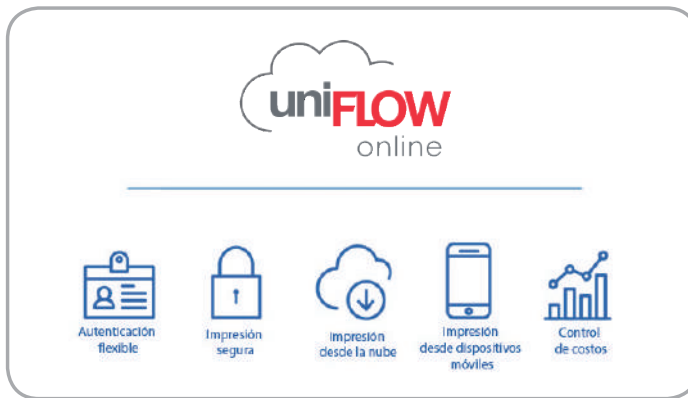 uniFLOW
online
Autenticación
flexible
Impresión
segura
Impresión
desde la nube
Impresión
desde dispositivos
móviles
Control
de costos